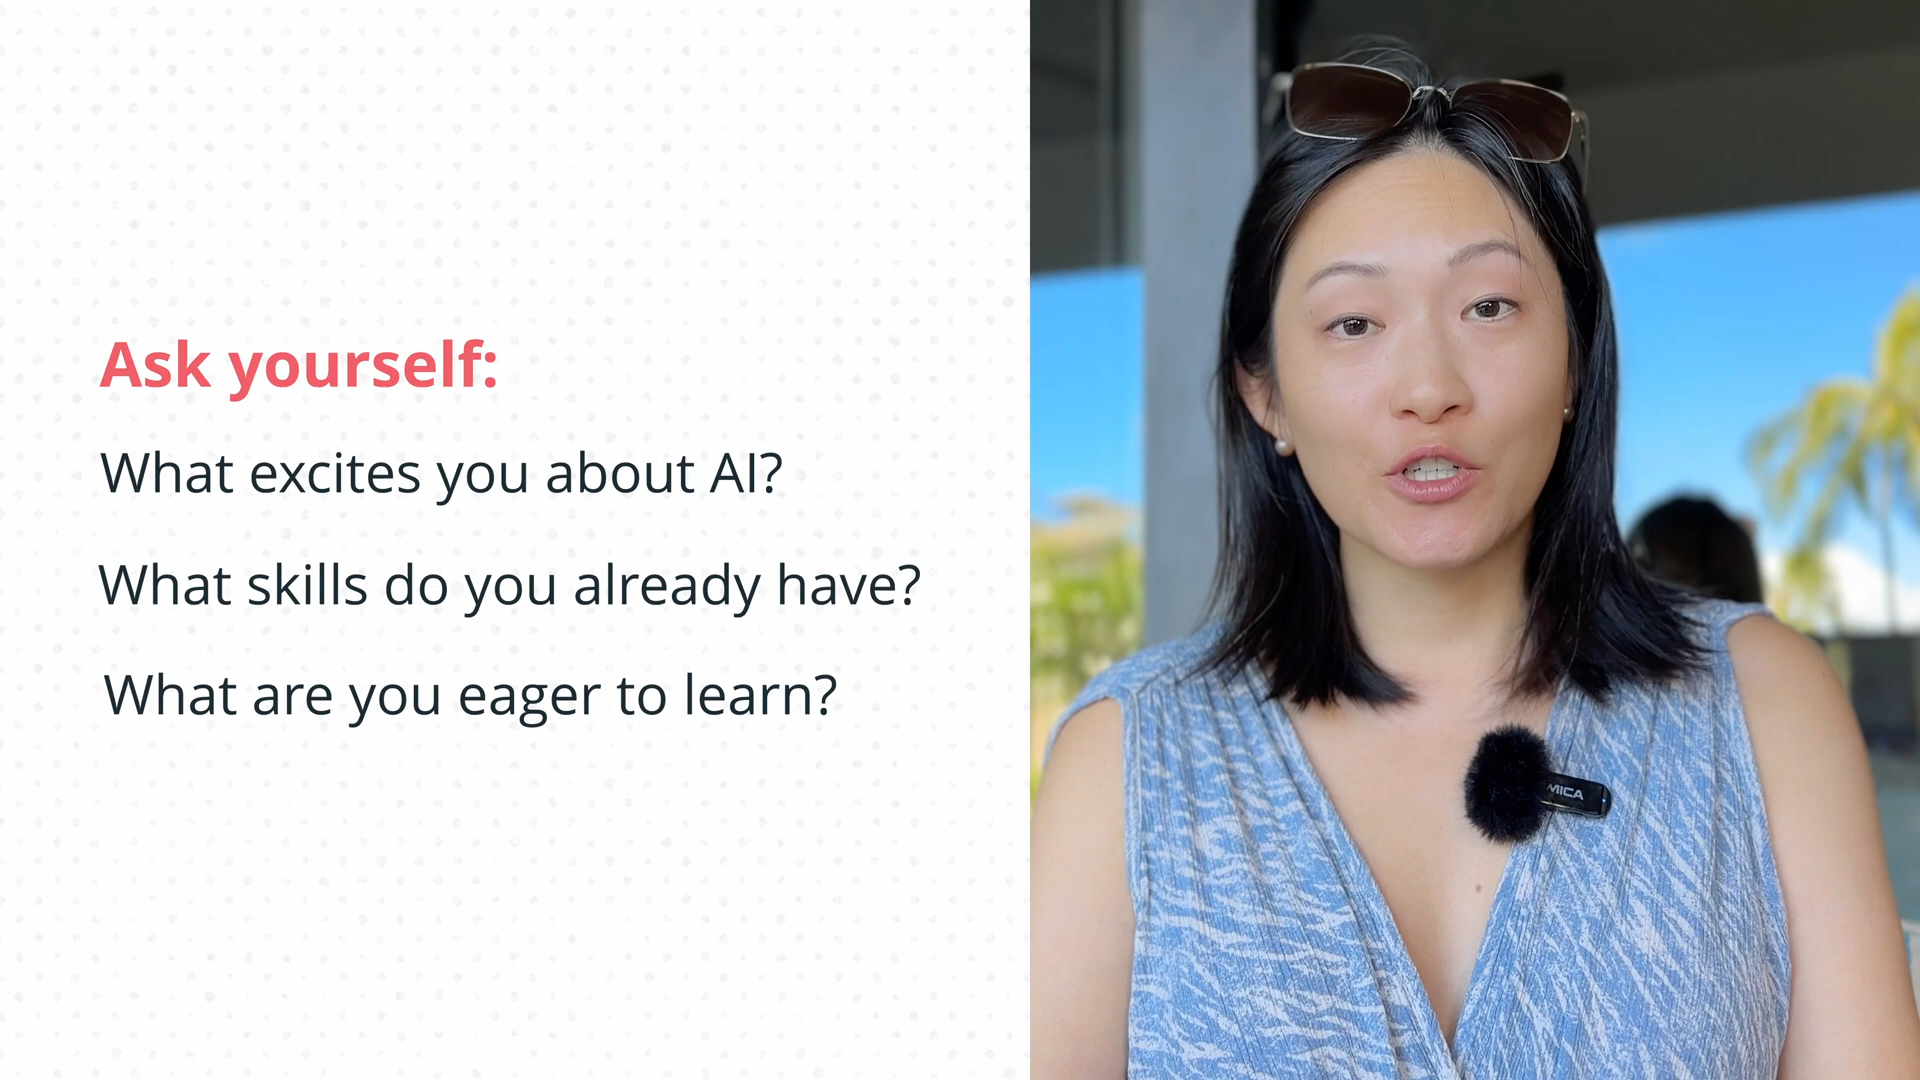 Ask yourself:
What excites you about AI?
What skills do you already have?
What are you eager to learn?
MICA